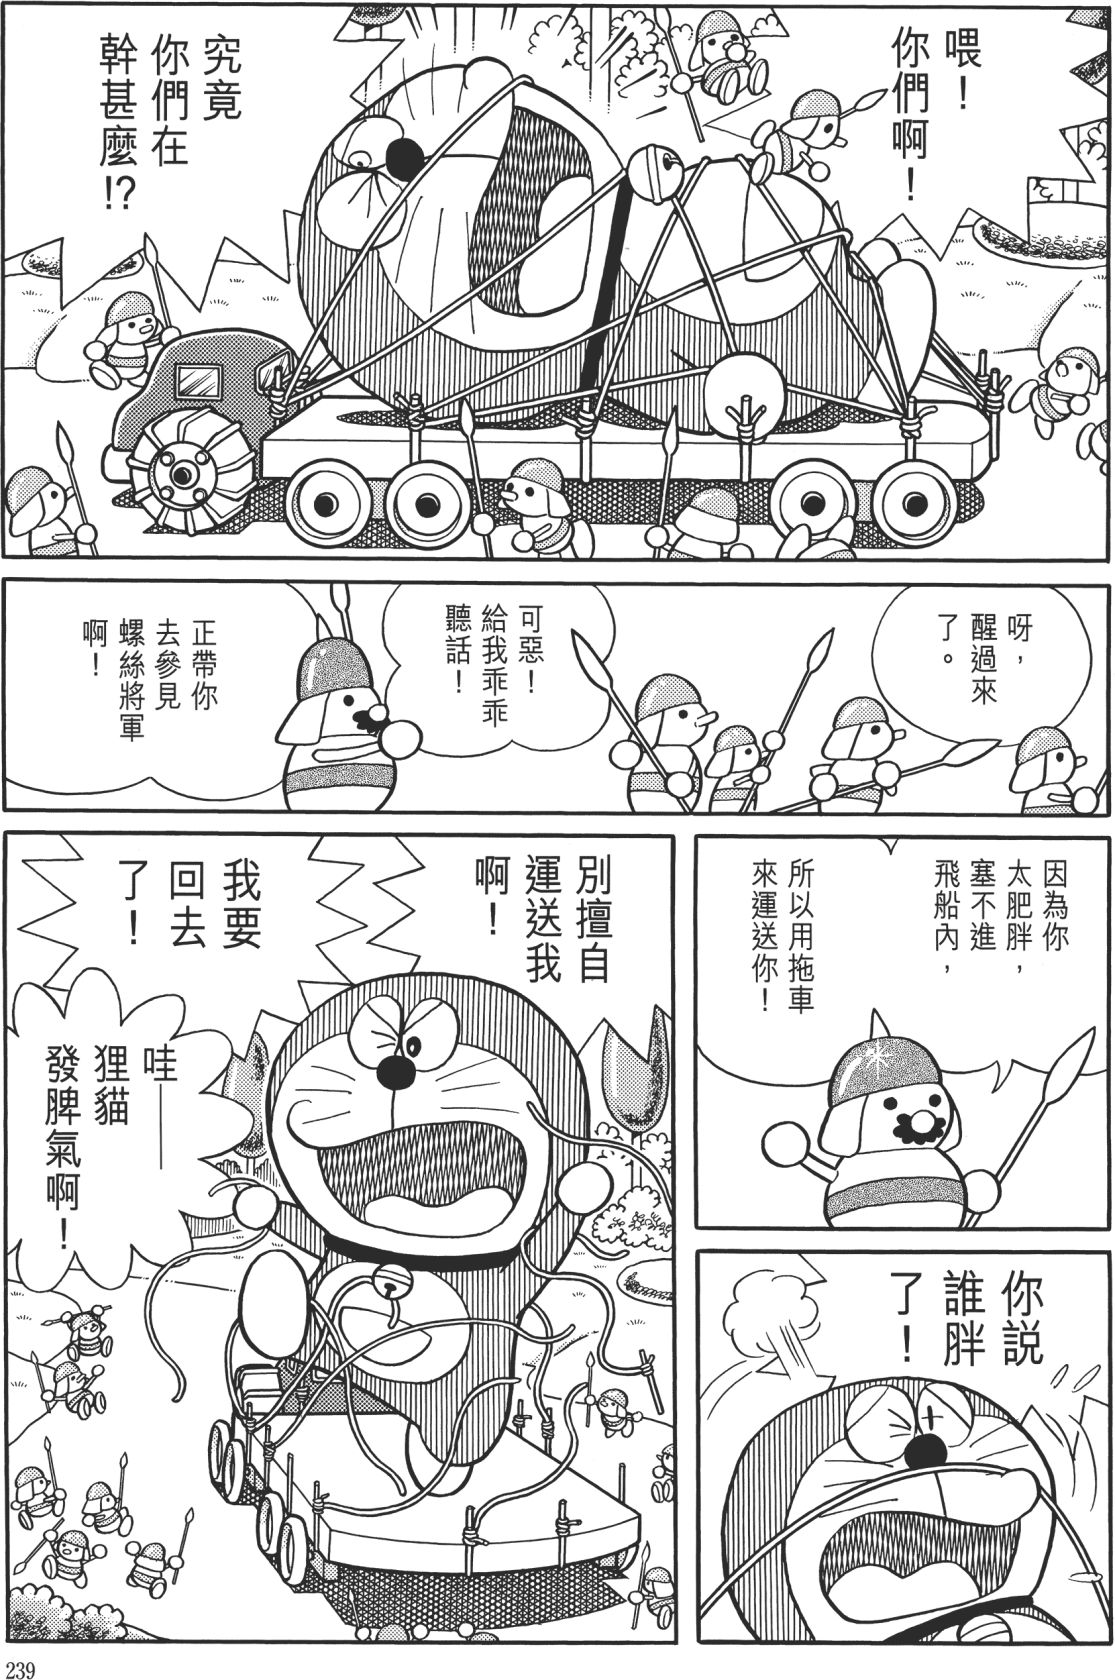 喂！
你們啊！
究竟
你們在
幹甚麼!?
呀，
醒過來
了。
可惡！
給我乖乖
聽話！
正帶你
去參見
螺絲將軍
啊！
因為你
太肥胖，
塞不進
飛船內，
所以用拖車
來運送你！
你説
誰胖
了！
別擅自
運送我
啊！
我要
回去
了！
哇——
狸貓
發脾氣啊！
239